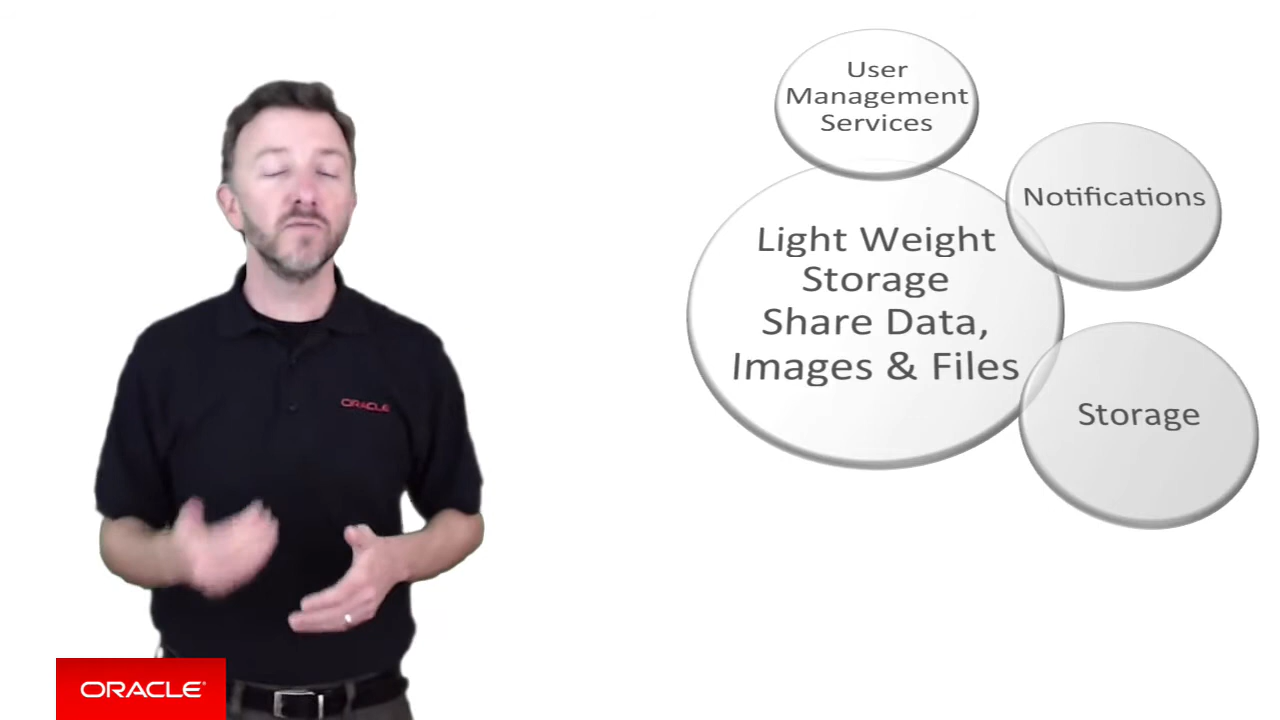 User
Management
Services
Notifications
Light Weight
Storage
Share Data,
Images & Files
Storage
ORACLE
ORACLE®